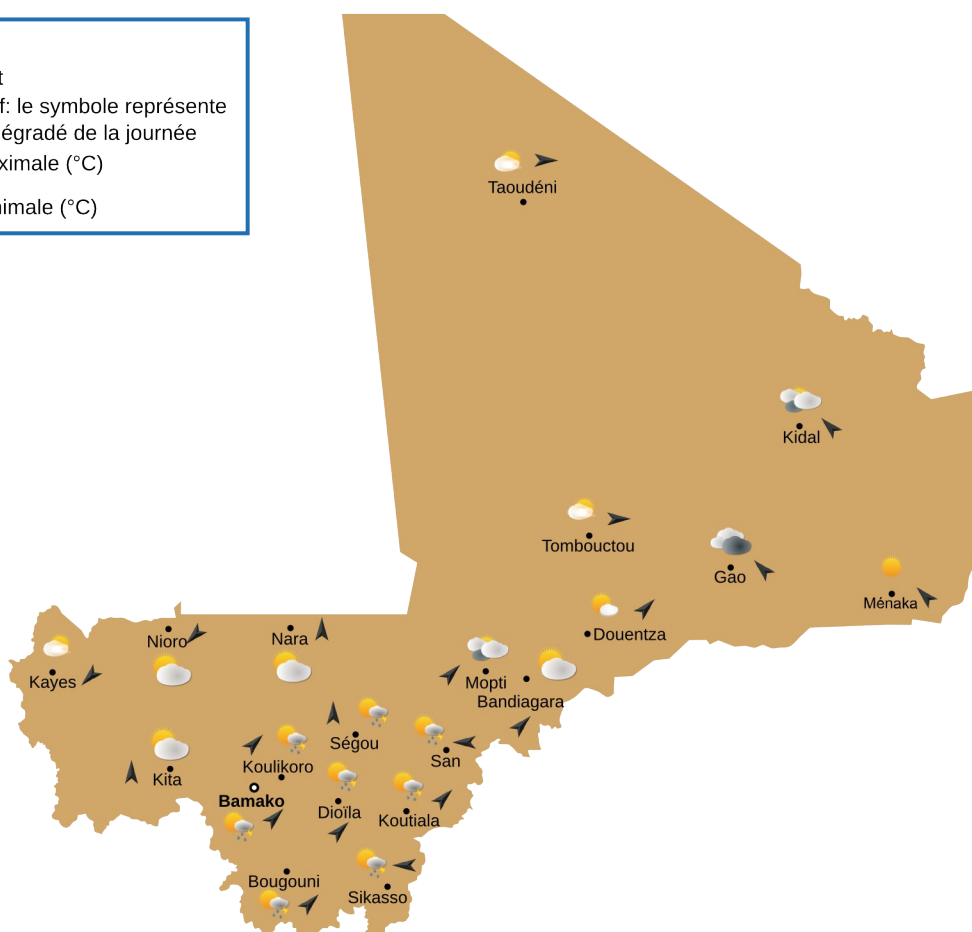 t
f: le symbole représente
égradé de la journée
ximale (°C)
nimale (°C)
Taoudéni
Kidal
Tombouctou
Gao
Ménaka
Douentza
Nioro
Nara
Kayes
Mopti
Bandiagara
Ségou
San
Koulikoro
Kita
Bamako
Dioïla
Koutiala
Bougouni
Sikasso